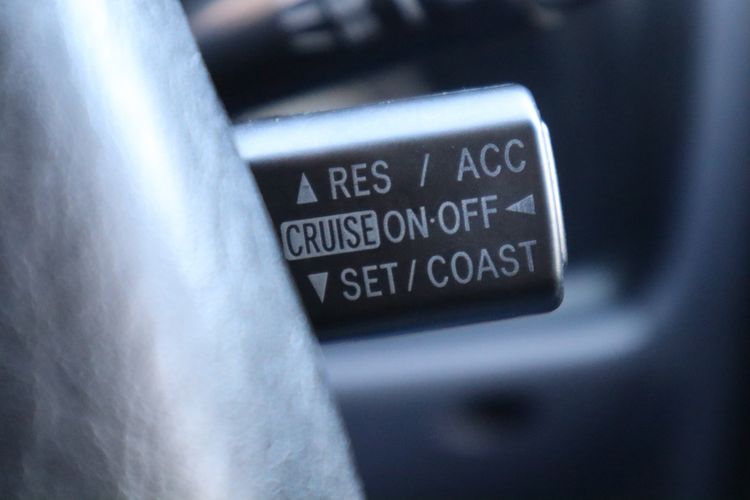 ▲ RES / ACC
CRUISE ON·OFF ◄
▼ SET / COAST